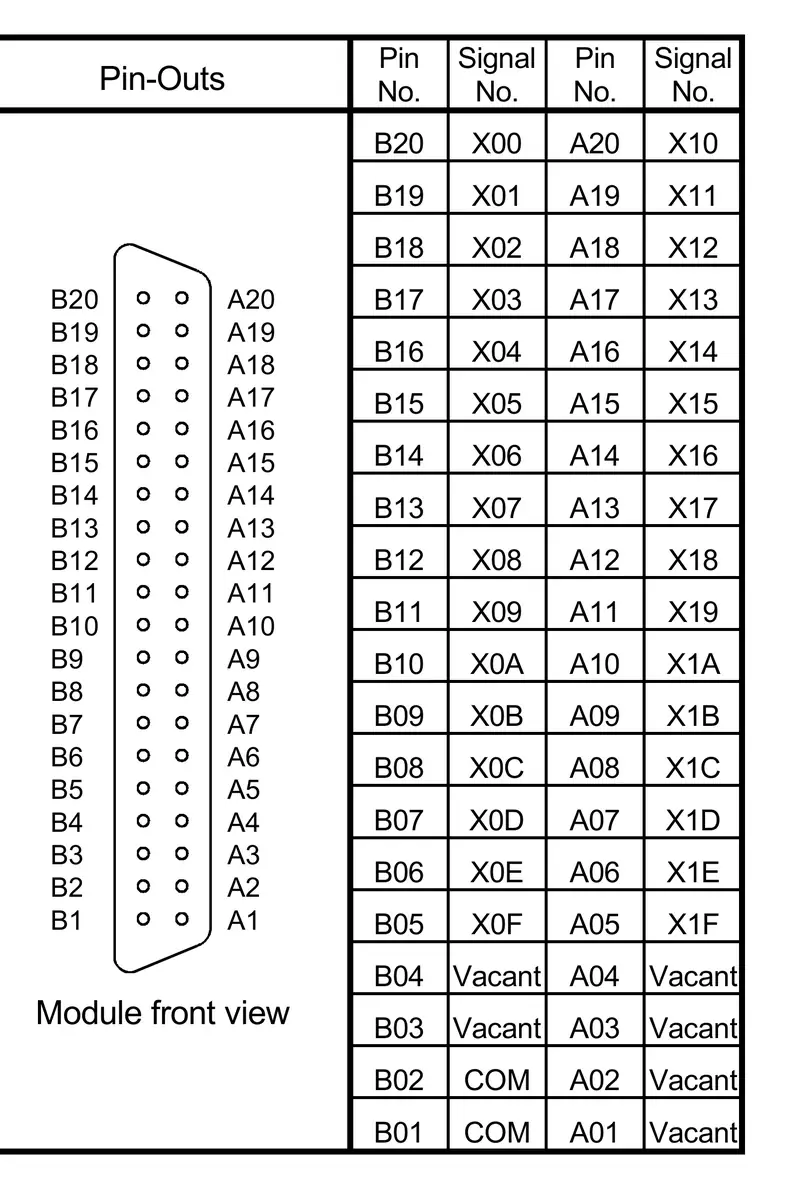 Pin-Outs
Pin No. Signal No. Pin No. Signal No.
B20 X00 A20 X10
B19 X01 A19 X11
B18 X02 A18 X12
B17 X03 A17 X13
B16 X04 A16 X14
B15 X05 A15 X15
B14 X06 A14 X16
B13 X07 A13 X17
B12 X08 A12 X18
B11 X09 A11 X19
B10 X0A A10 X1A
B09 X0B A09 X1B
B08 X0C A08 X1C
B07 X0D A07 X1D
B06 X0E A06 X1E
B05 X0F A05 X1F
B04 Vacant A04 Vacant
B03 Vacant A03 Vacant
B02 COM A02 Vacant
B01 COM A01 Vacant
B20 A20
B19 A19
B18 A18
B17 A17
B16 A16
B15 A15
B14 A14
B13 A13
B12 A12
B11 A11
B10 A10
B9 A9
B8 A8
B7 A7
B6 A6
B5 A5
B4 A4
B3 A3
B2 A2
B1 A1
Module front view